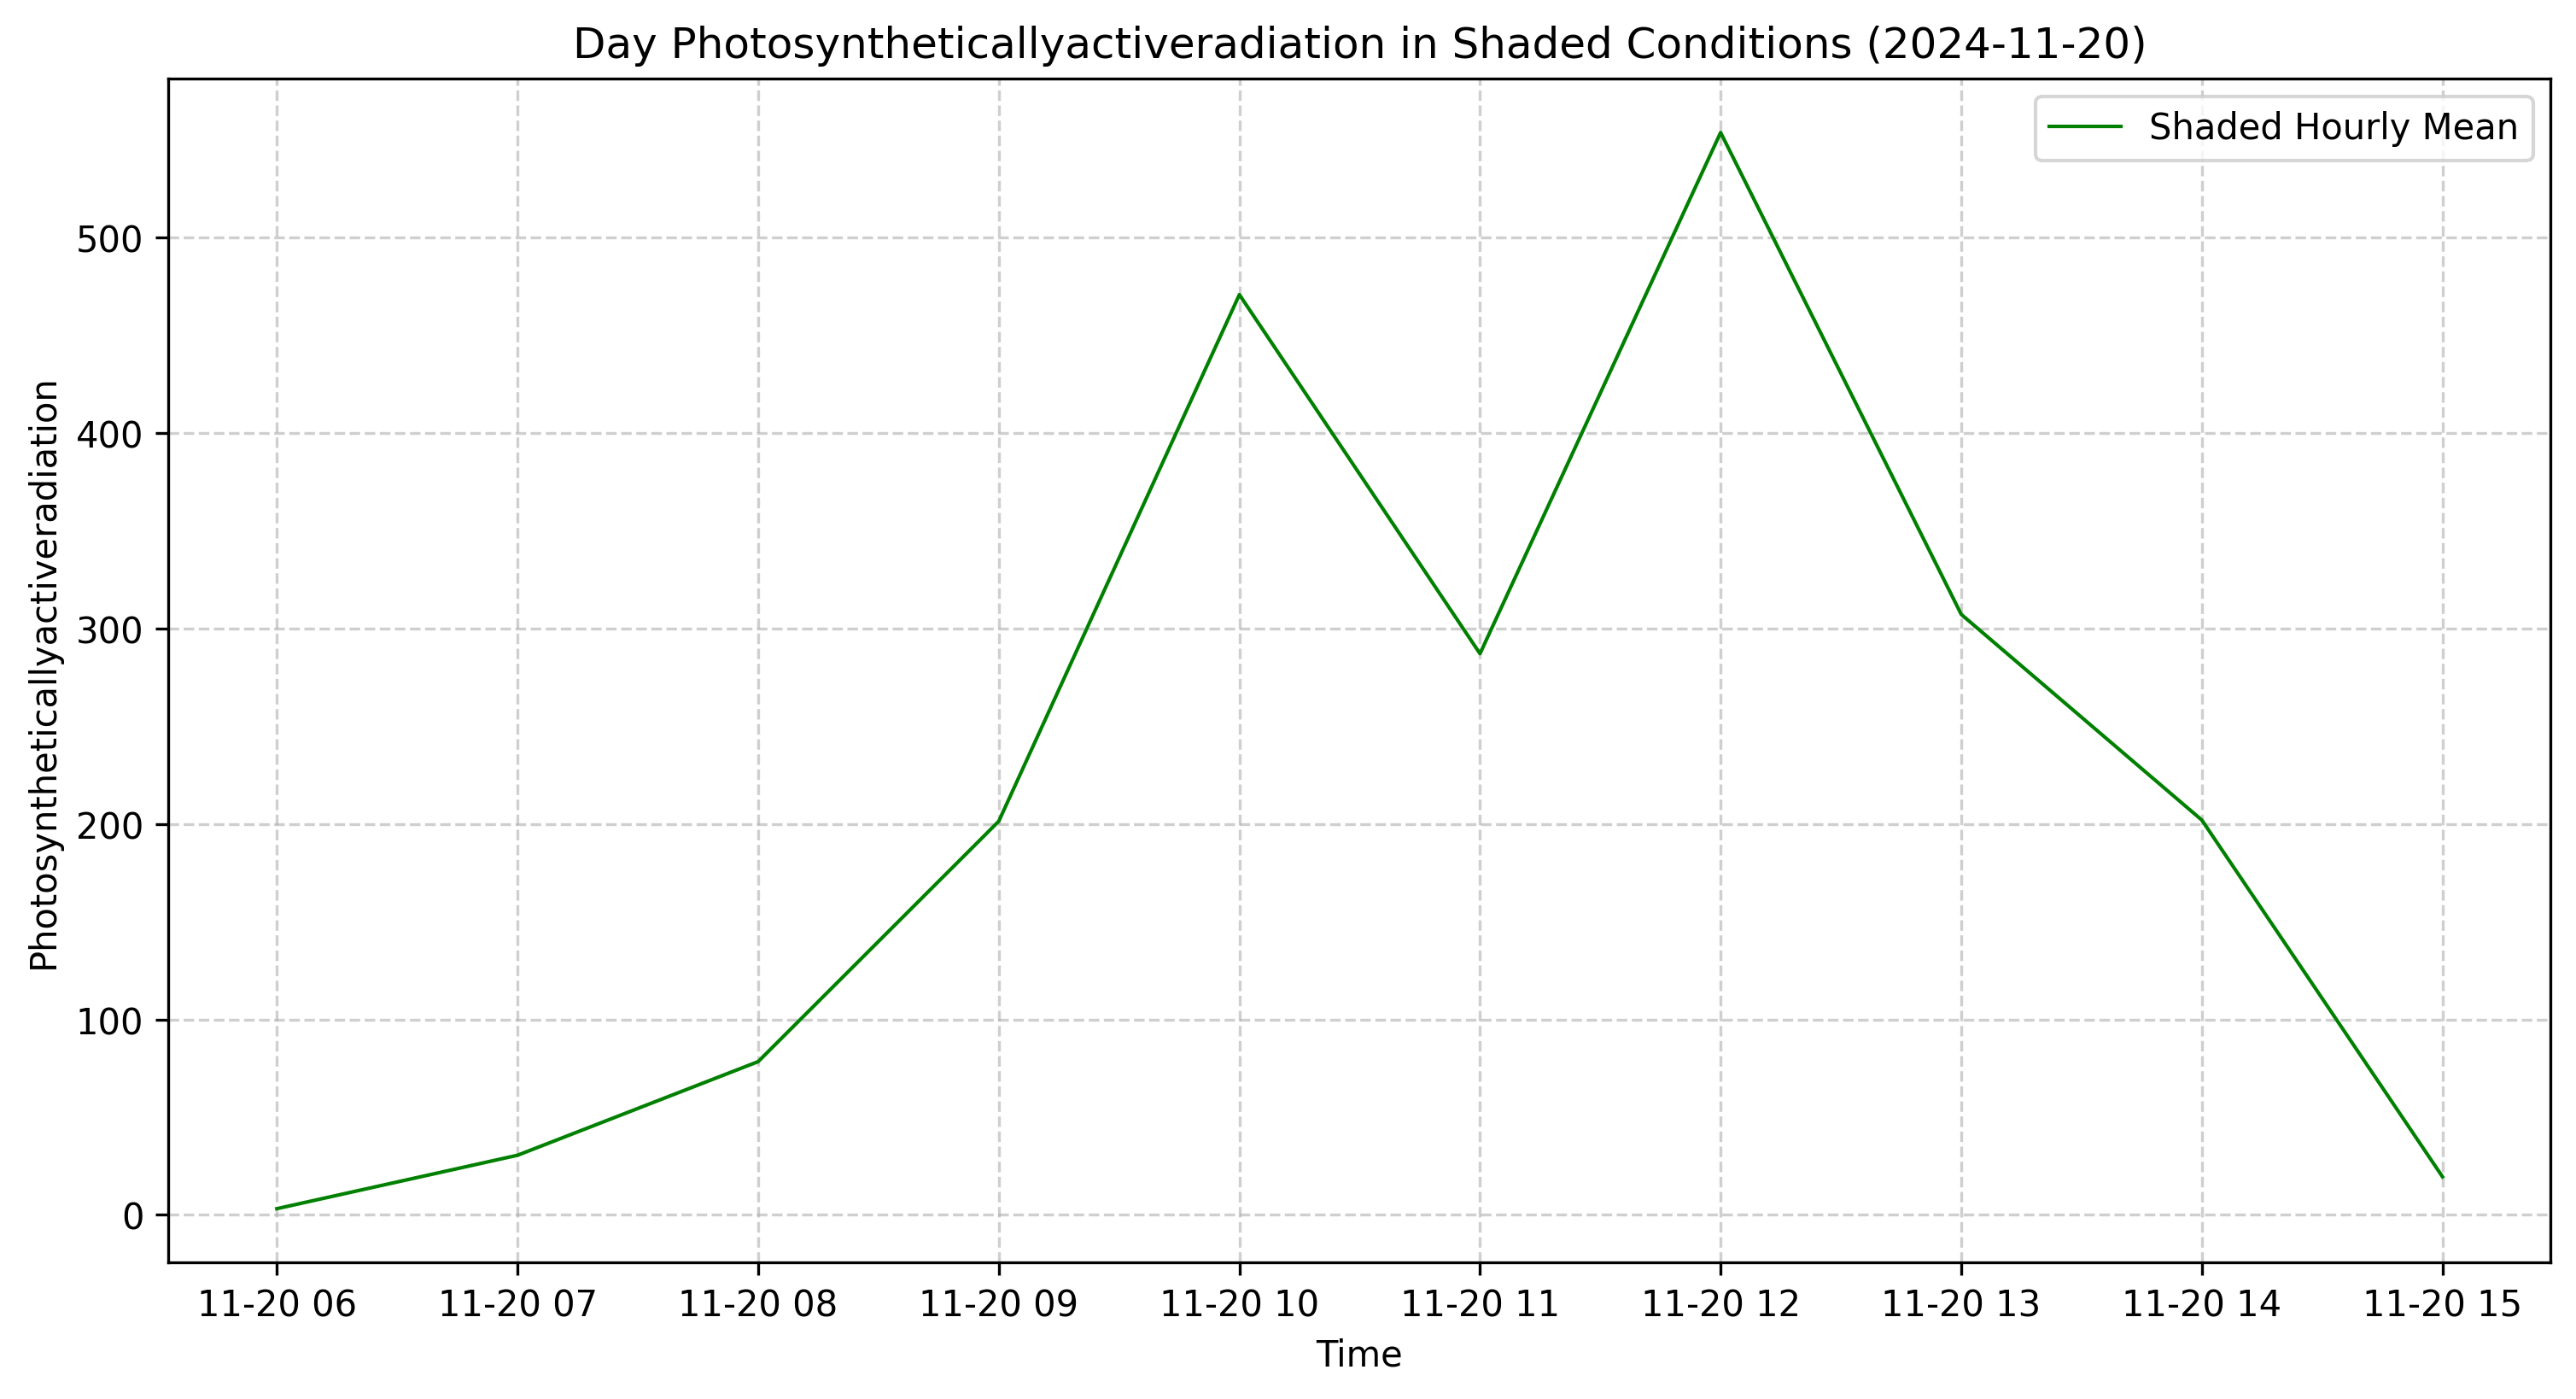 Day Photosyntheticallyactiveradiation in Shaded Conditions (2024-11-20)
Shaded Hourly Mean
Photosyntheticallyactiveradiation
500
400
300
200
100
0
11-20 06 11-20 07 11-20 08 11-20 09 11-20 10 11-20 11 11-20 12 11-20 13 11-20 14 11-20 15
Time